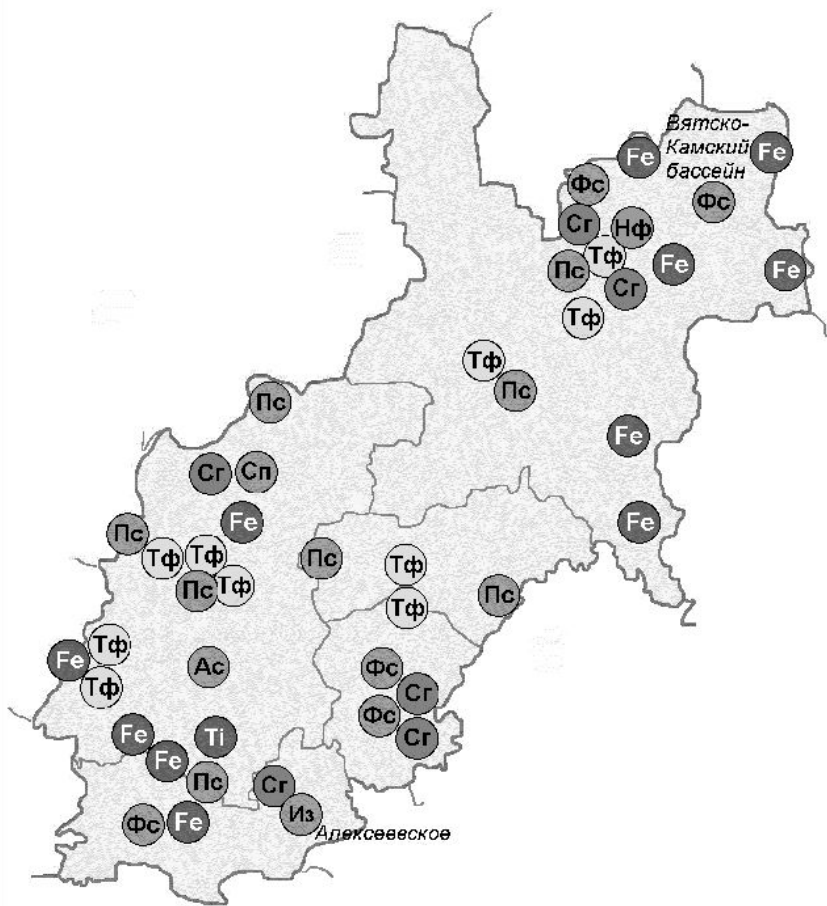 Вятско-
Камский
бассейн
Fe
Fe
Фс
Фс
Сг
Нф
Тф
Пс
Fe
Fe
Сг
Тф
Тф
Пс
Пс
Fe
Сг
Сп
Fe
Fe
Пс
Тф
Тф
Пс
Тф
Пс
Тф
Пс
Тф
Тф
Fe
Тф
Ас
Фс
Сг
Фс
Сг
Fe
Ti
Fe
Пс
Сг
Из
Фс
Fe
Алексеевское